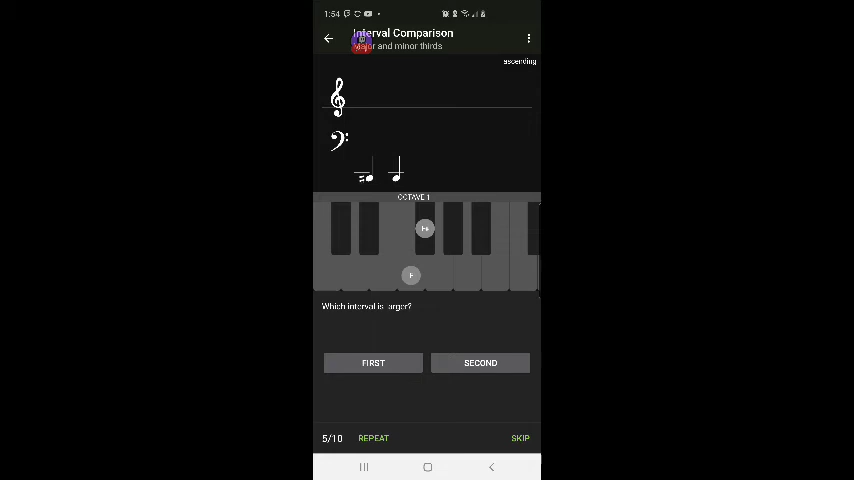 1:54
Interval Comparison
Major and minor thirds
ascending
OCTAVE 1
F#
F
Which interval is arger?
FIRST SECOND
5/10 REPEAT SKIP